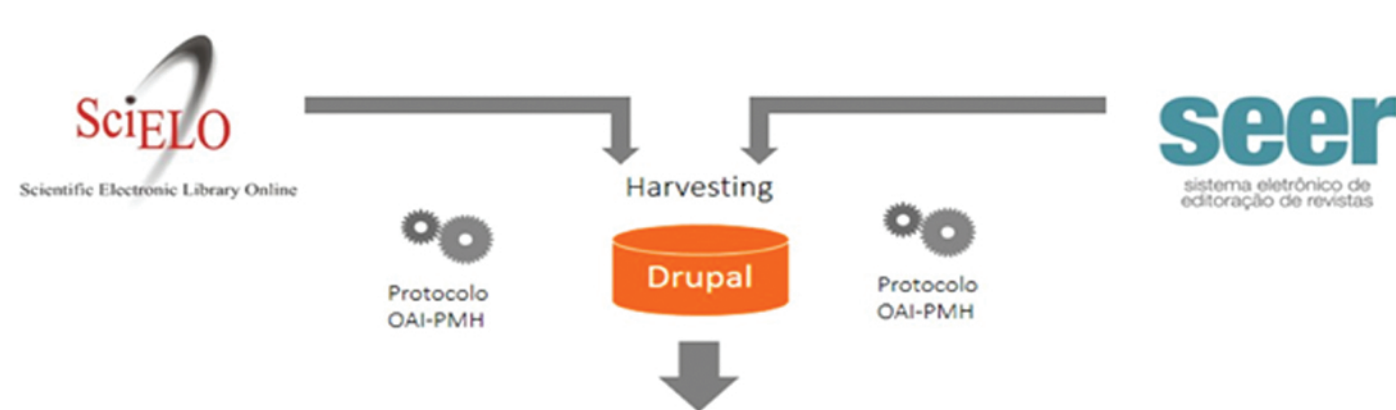 SciELO
Scientific Electronic Library Online
seer
sistema eletrônico de
editoração de revistas
Harvesting
Drupal
Protocolo
OAI-PMH
Protocolo
OAI-PMH